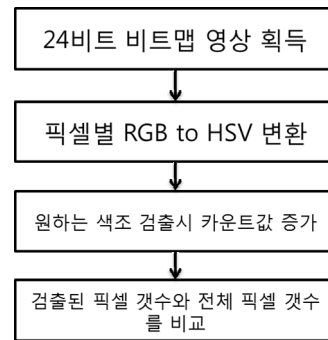 24비트 비트맵 영상 획득
픽셀별 RGB to HSV 변환
원하는 색조 검출시 카운트값 증가
검출된 픽셀 갯수와 전체 픽셀 갯수
를 비교